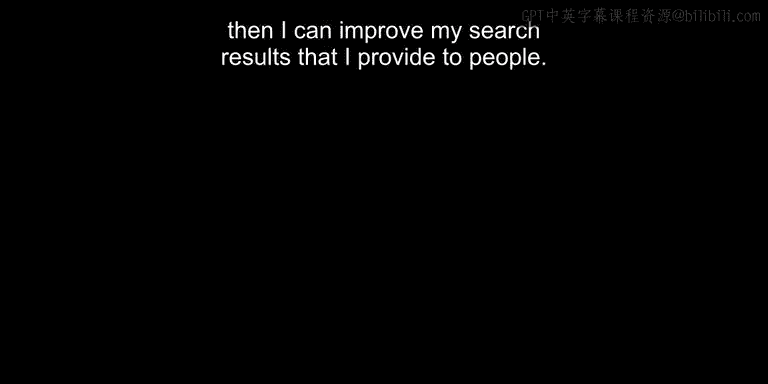 GPT中英字幕课程资源@bilibili.com
then I can improve my search
results that I provide to people.